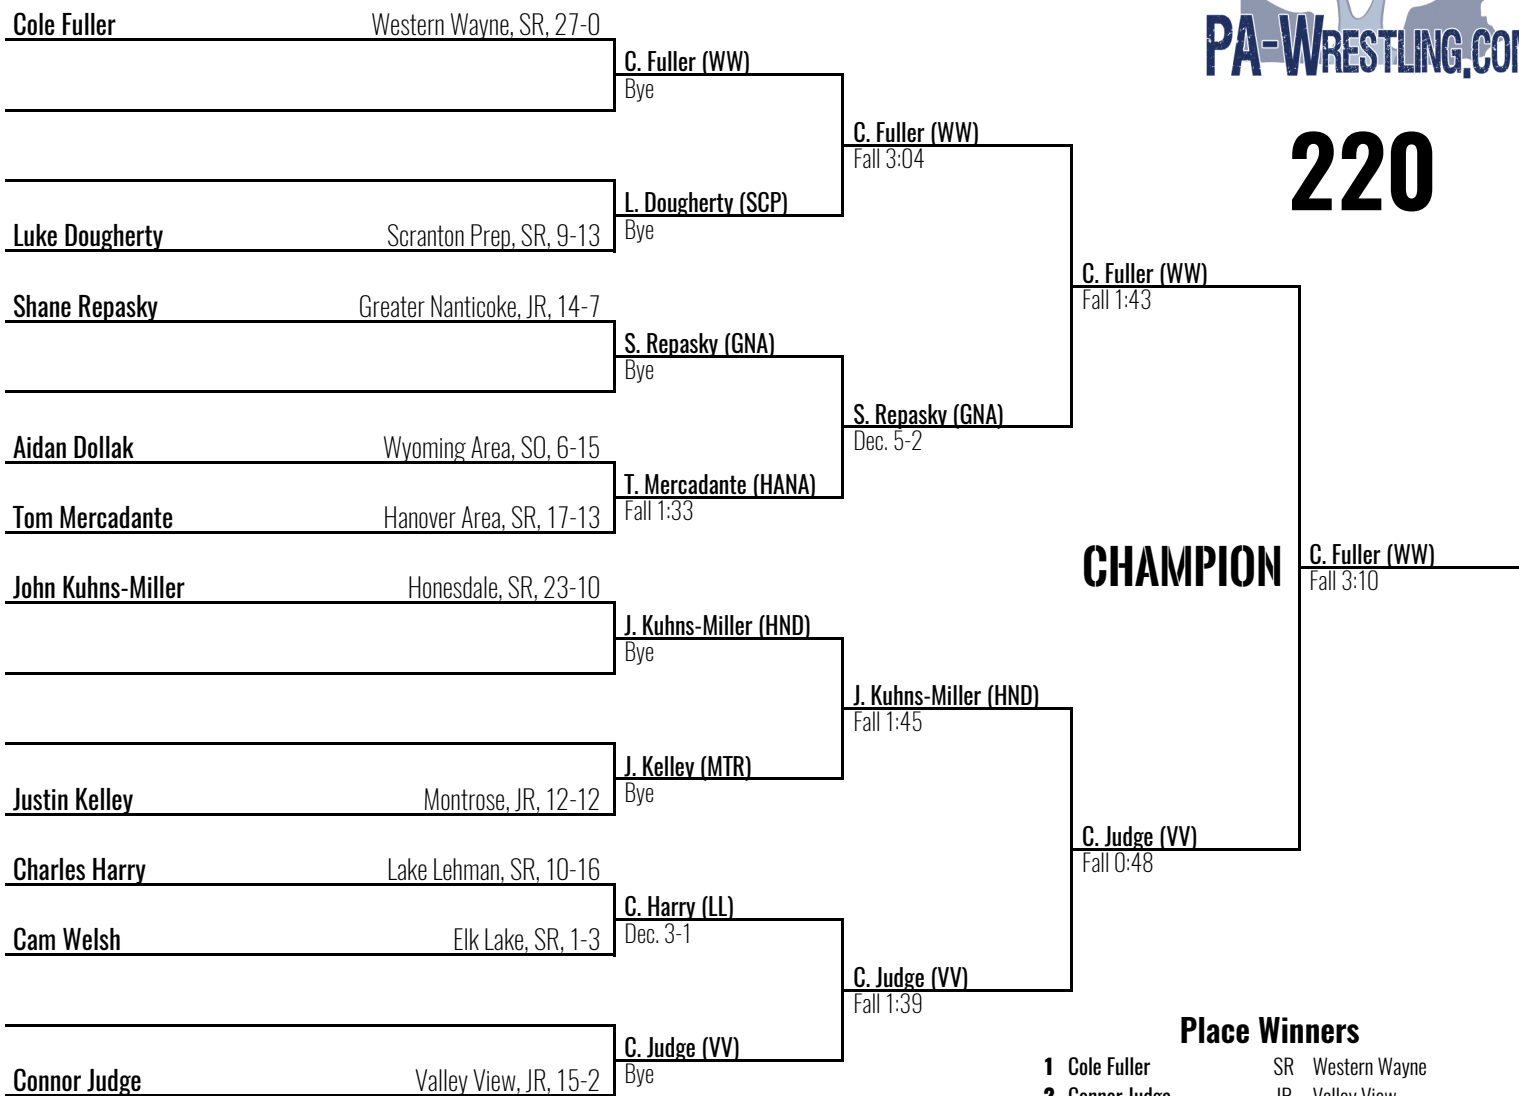 Cole Fuller Western Wayne, SR, 27-0
C. Fuller (WW)
Bye
C. Fuller (WW)
Fall 3:04
L. Dougherty (SCP)
Bye
Luke Dougherty Scranton Prep, SR, 9-13
PA-WRESTLING.COM
220
C. Fuller (WW)
Fall 1:43
Shane Repasky Greater Nanticoke, JR, 14-7
S. Repasky (GNA)
Bye
S. Repasky (GNA)
Dec. 5-2
Aidan Dollak Wyoming Area, SO, 6-15
T. Mercadante (HANA)
Fall 1:33
Tom Mercadante Hanover Area, SR, 17-13
CHAMPION
C. Fuller (WW)
Fall 3:10
John Kuhns-Miller Honesdale, SR, 23-10
J. Kuhns-Miller (HND)
Bye
J. Kuhns-Miller (HND)
Fall 1:45
J. Kelley (MTR)
Bye
Justin Kelley Montrose, JR, 12-12
C. Judge (VV)
Fall 0:48
Charles Harry Lake Lehman, SR, 10-16
C. Harry (LL)
Dec. 3-1
Cam Welsh Elk Lake, SR, 1-3
C. Judge (VV)
Fall 1:39
C. Judge (VV)
Bye
Connor Judge Valley View, JR, 15-2
Place Winners
1 Cole Fuller SR Western Wayne
2 Connor Judge JR Valley View